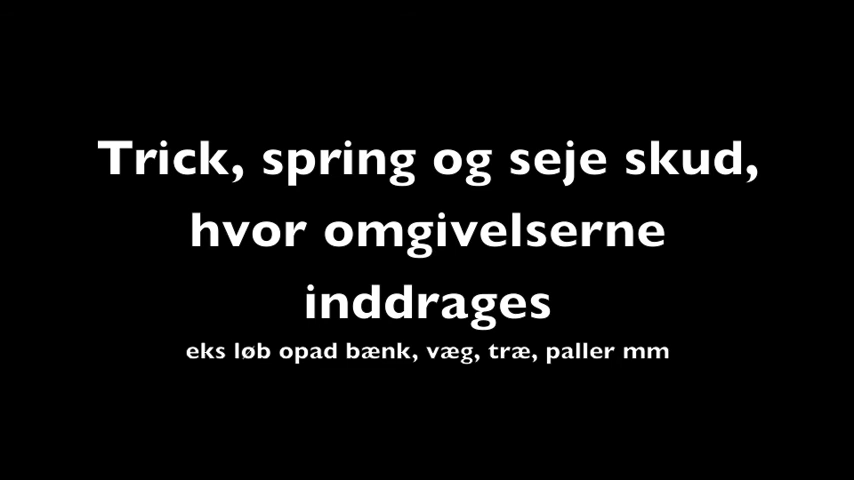 Trick, spring og seje skud,
hvor omgivelserne
inddrages
eks løb opad bænk, væg, træ, paller mm